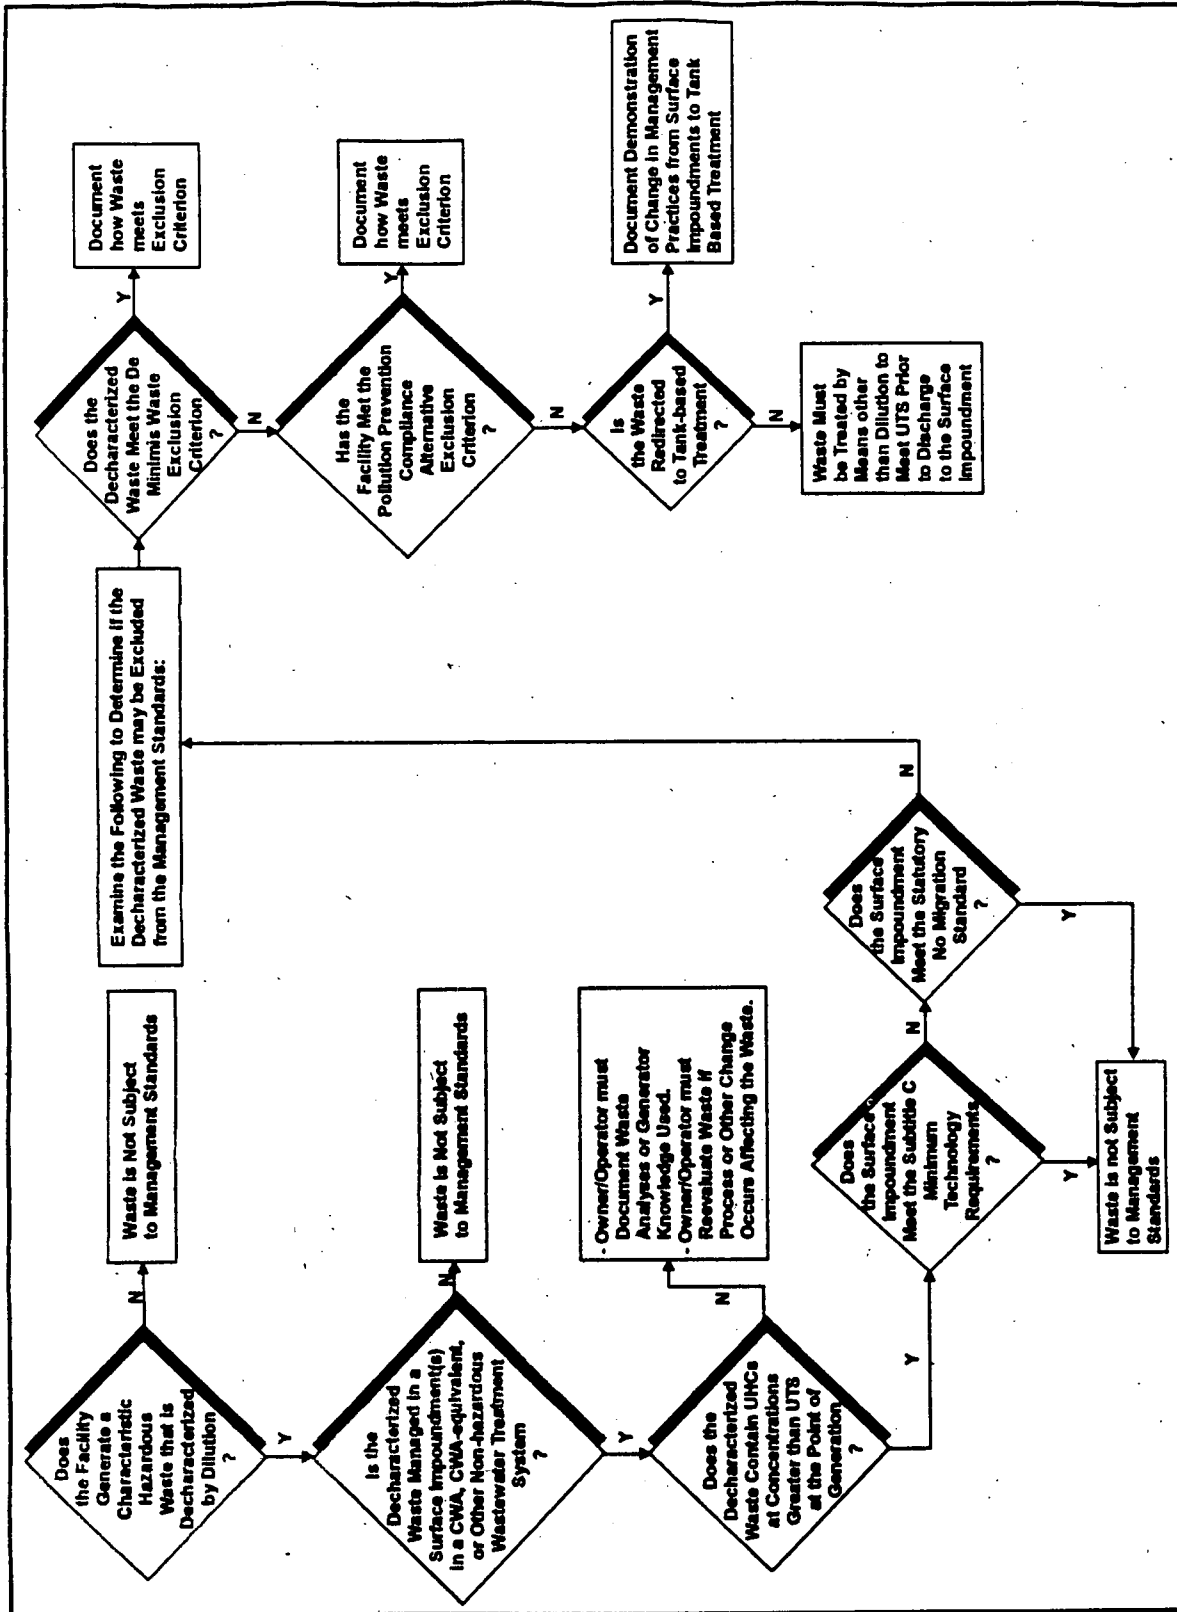 Does
the Facility
Generate a
Characteristic
Hazardous
Waste that is
Decharacterized
by Dilution
?
N
Waste is Not Subject
to Management Standards
Y
Is the
Decharacterized
Waste Managed in a
Surface Impoundment(s)
in a CWA, CWA-equivalent,
or Other Non-hazardous
Wastewater Treatment
System
?
N
Waste is Not Subject
to Management Standards
Y
Does the
Decharacterized
Waste Contain UHCs
at Concentrations
Greater than UTS
at the Point of
Generation
?
N
- Owner/Operator must
Document Waste
Analyses or Generator
Knowledge Used.
- Owner/Operator must
Reevaluate Waste if
Process or Other Change
Occurs Affecting the Waste.
Y
Does
the Surface
Impoundment
Meet the Subtitle C
Minimum
Technology
Requirements
?
Y
N
Does
the Surface
Impoundment
Meet the Statutory
No Migration
Standard
?
Y
Waste is not Subject
to Management
Standards
N
Examine the Following to Determine if the
Decharacterized Waste may be Excluded
from the Management Standards:
Does the
Decharacterized
Waste Meet the De
Minimis Waste
Exclusion
Criterion
?
Y
Document
how Waste
meets
Exclusion
Criterion
N
Has the
Facility Met the
Pollution Prevention
Compliance
Alternative
Exclusion
Criterion
?
Y
Document
how Waste
meets
Exclusion
Criterion
N
Is
the Waste
Redirected
to Tank-based
Treatment
?
Y
Document Demonstration
of Change in Management
Practices from Surface
Impoundments to Tank
Based Treatment
N
Waste Must
be Treated by
Means other
than Dilution to
Meet UTS Prior
to Discharge
to the Surface
Impoundment